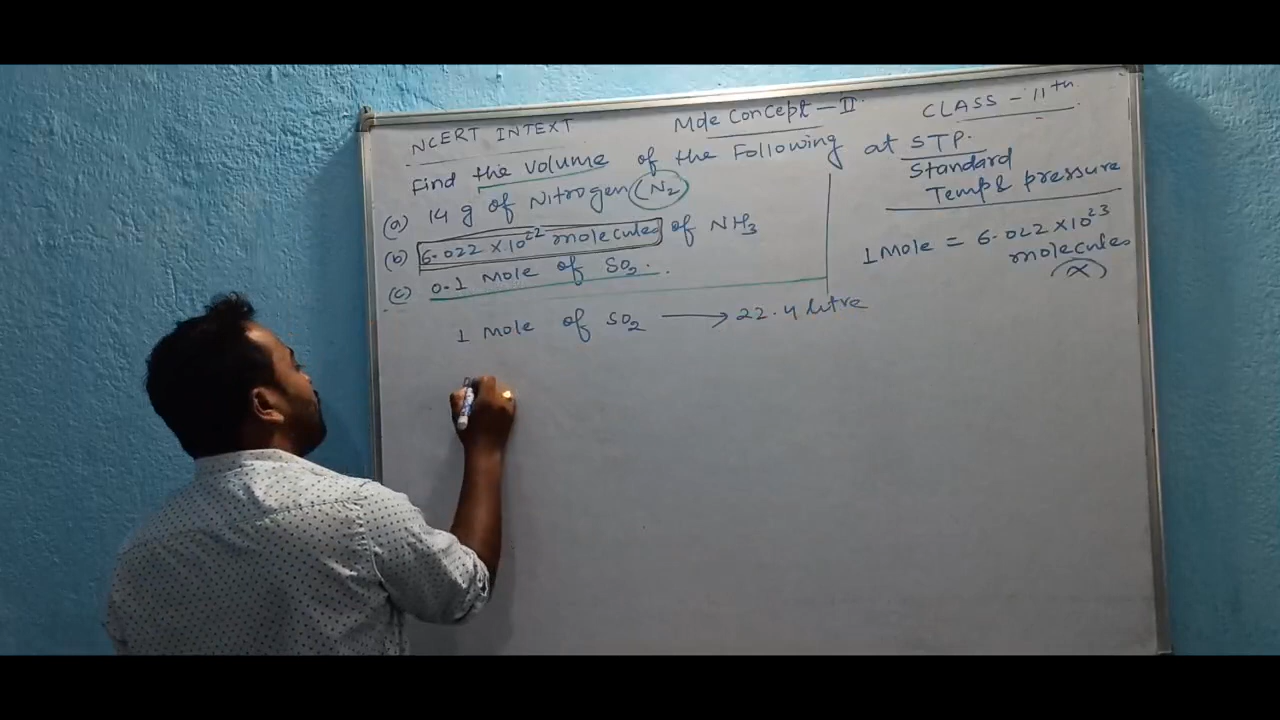 NCERT INTEXT
Mole Concept - II
CLASS - 11th
Find the volume of the Following at STP.
Standard
Temp & pressure
(a) 14 g of Nitrogen (N2)
(b) 6.022 X 10^22 molecules of NH3
(c) 0.1 mole of SO2.
1 Mole = 6.022 X 10^23
molecules
(X)
1 Mole of SO2 → 22.4 litre